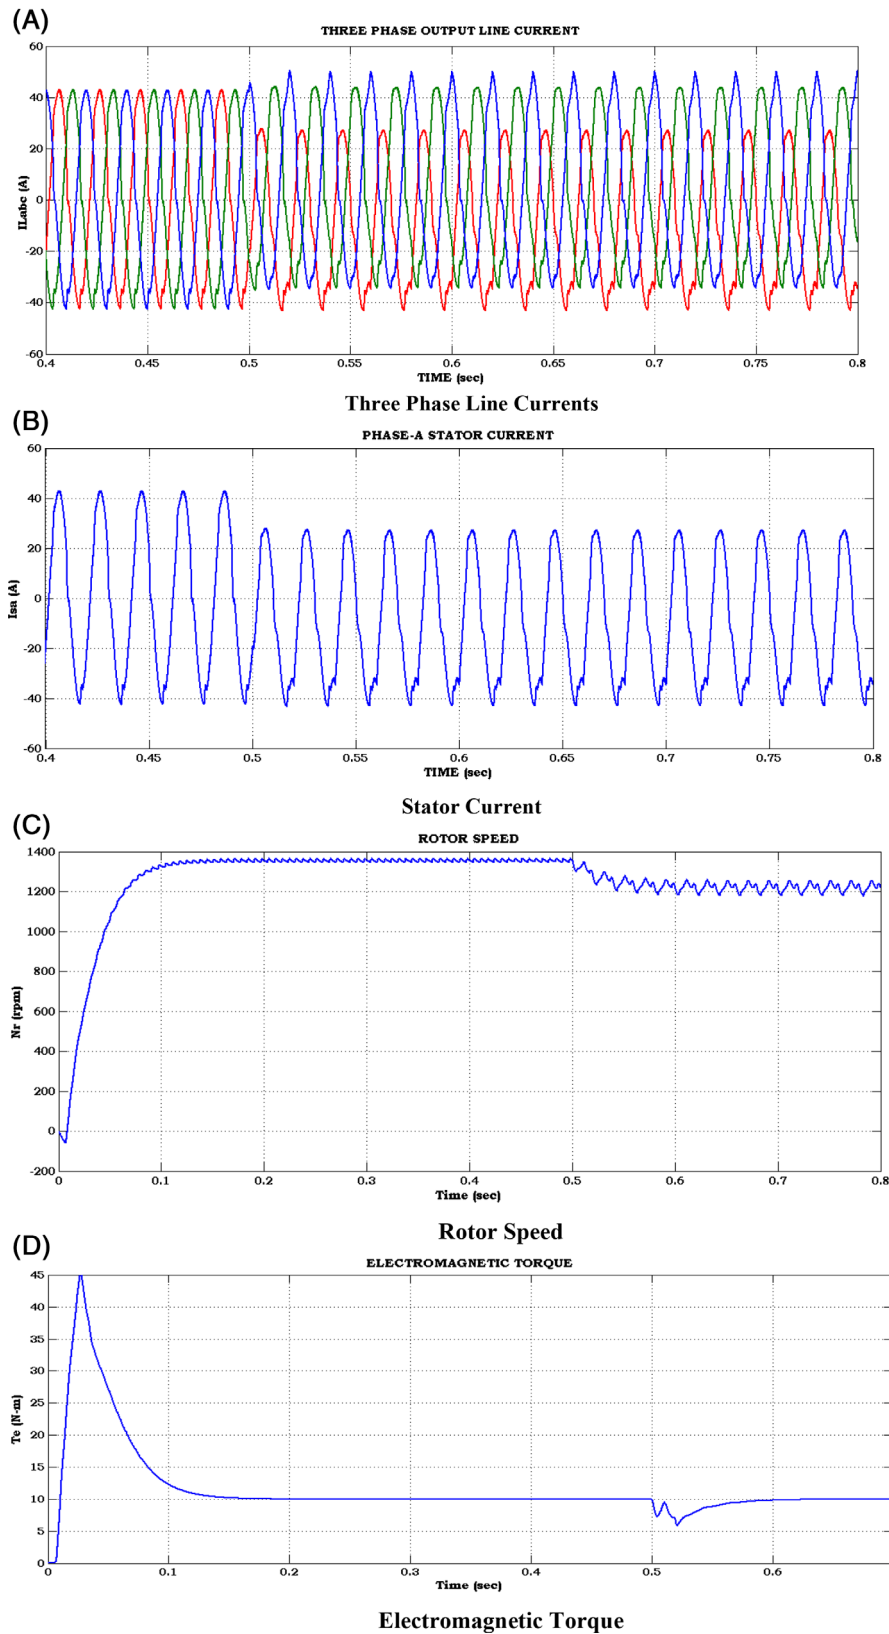 (A)
THREE PHASE OUTPUT LINE CURRENT
ILabc (A)
60
40
20
0
-20
-40
-60
0.4 0.45 0.5 0.55 0.6 0.65 0.7 0.75 0.8
TIME (sec)
Three Phase Line Currents
(B)
PHASE-A STATOR CURRENT
Isa (A)
60
40
20
0
-20
-40
-60
0.4 0.45 0.5 0.55 0.6 0.65 0.7 0.75 0.8
TIME (sec)
Stator Current
(C)
ROTOR SPEED
Nr (rpm)
1400
1200
1000
800
600
400
200
0
-200
0 0.1 0.2 0.3 0.4 0.5 0.6 0.7 0.8
Time (sec)
Rotor Speed
(D)
ELECTROMAGNETIC TORQUE
Te (N-m)
45
40
35
30
25
20
15
10
5
0
0 0.1 0.2 0.3 0.4 0.5 0.6
Time (sec)
Electromagnetic Torque